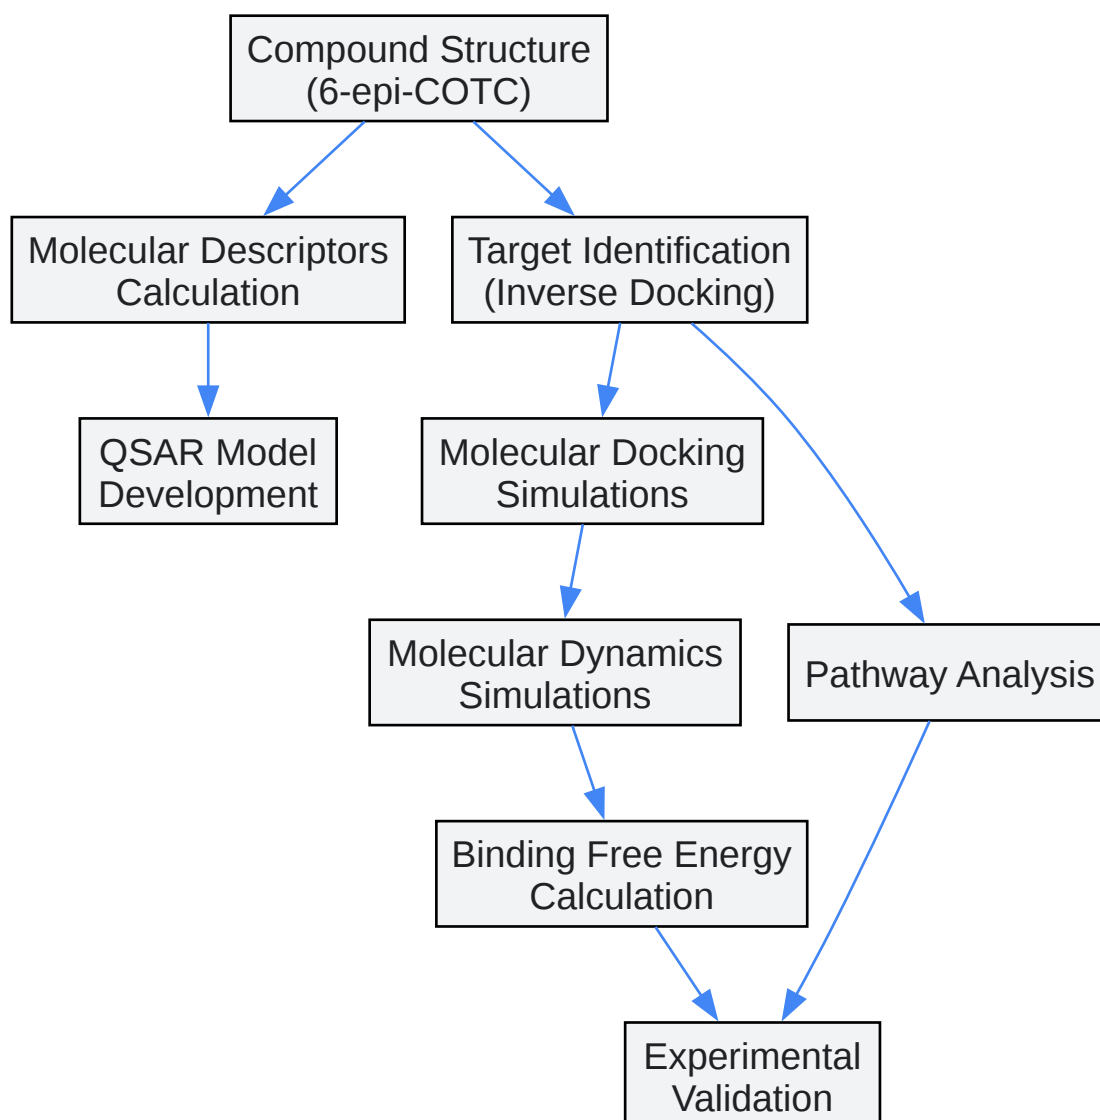 Compound Structure
(6-epi-COTC)
Molecular Descriptors
Calculation
Target Identification
(Inverse Docking)
QSAR Model
Development
Molecular Docking
Simulations
Molecular Dynamics
Simulations
Pathway Analysis
Binding Free Energy
Calculation
Experimental
Validation